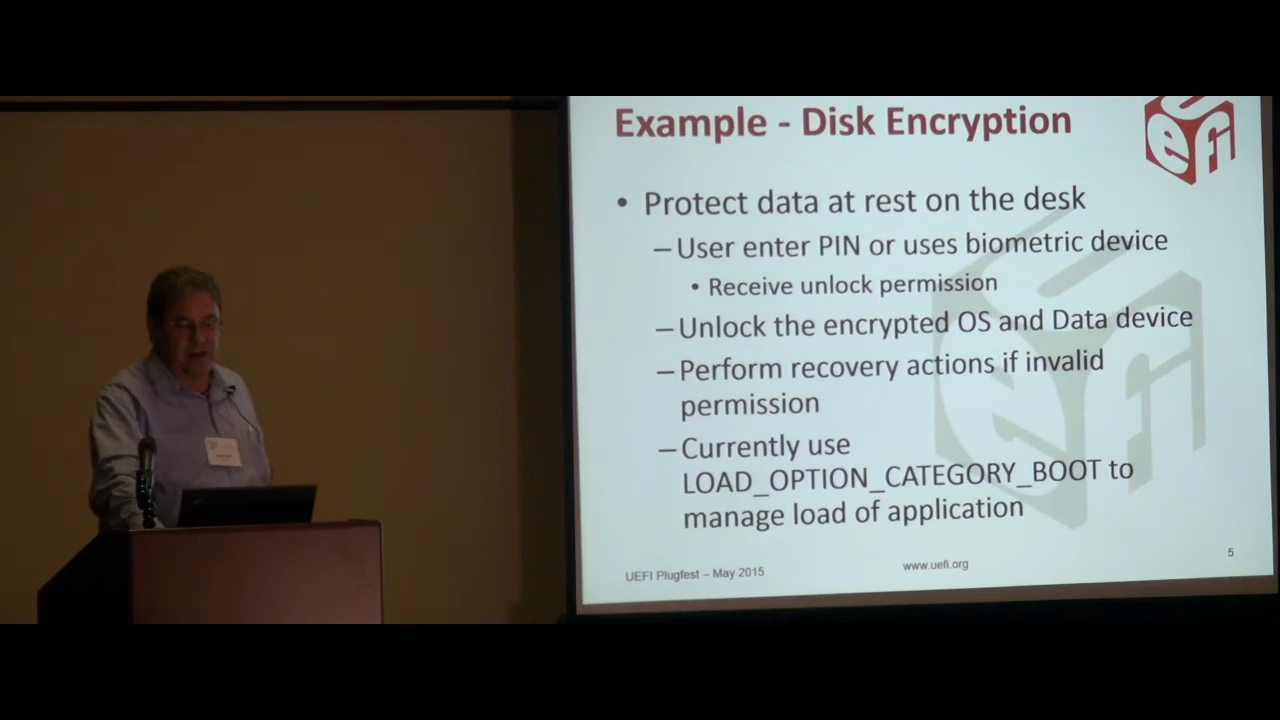 Example - Disk Encryption
uefi
• Protect data at rest on the desk
–User enter PIN or uses biometric device
• Receive unlock permission
–Unlock the encrypted OS and Data device
–Perform recovery actions if invalid
permission
–Currently use
LOAD_OPTION_CATEGORY_BOOT to
manage load of application
UEFI Plugfest – May 2015
www.uefi.org
5